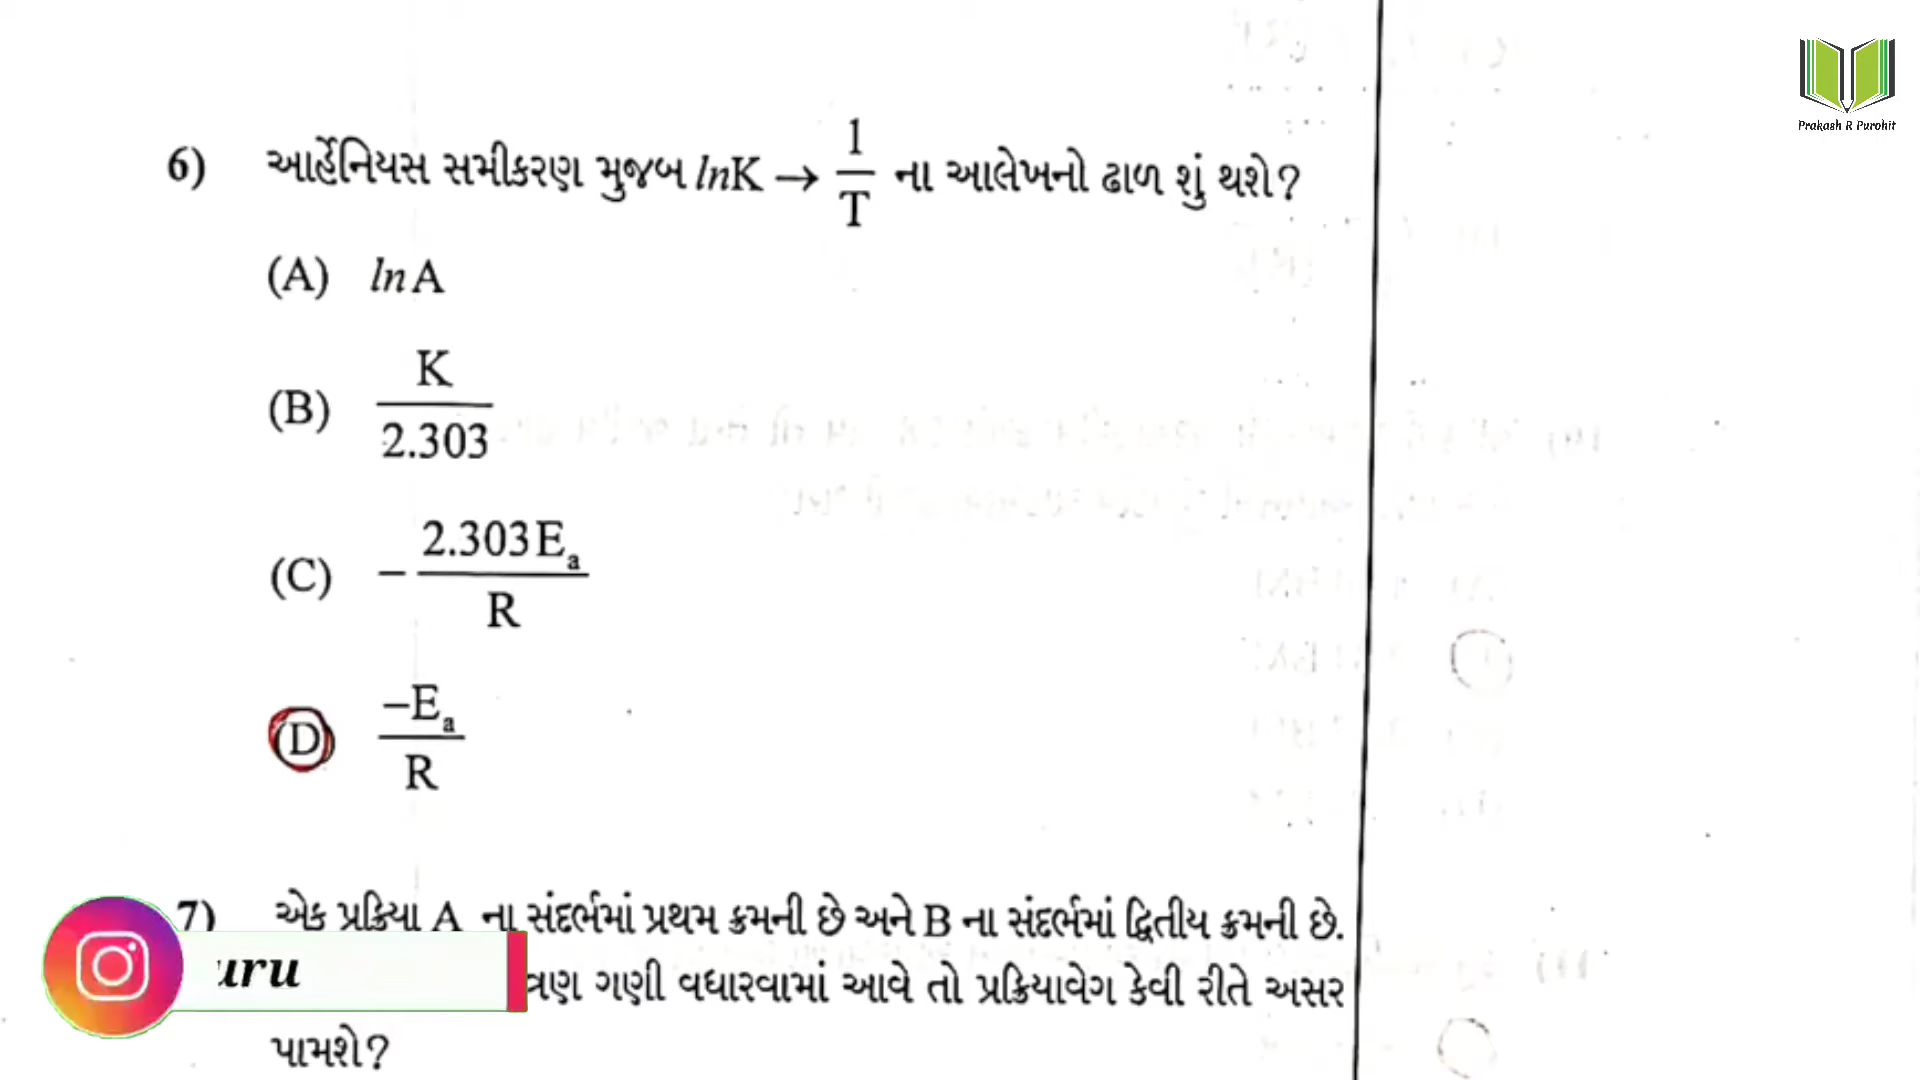 Prakash R Purohit
6) આર્હેનિયસ સમીકરણ મુજબ lnK → 1/T ના આલેખનો ઢાળ શું થશે?
(A) lnA
(B) K/2.303
(C) −2.303Ea/R
(D) −Ea/R
7) એક પ્રક્રિયા A ના સંદર્ભમાં પ્રથમ ક્રમની છે અને B ના સંદર્ભમાં દ્વિતીય ક્રમની છે.
uru
ત્રણ ગણી વધારવામાં આવે તો પ્રક્રિયાવેગ કેવી રીતે અસર
પામશે?